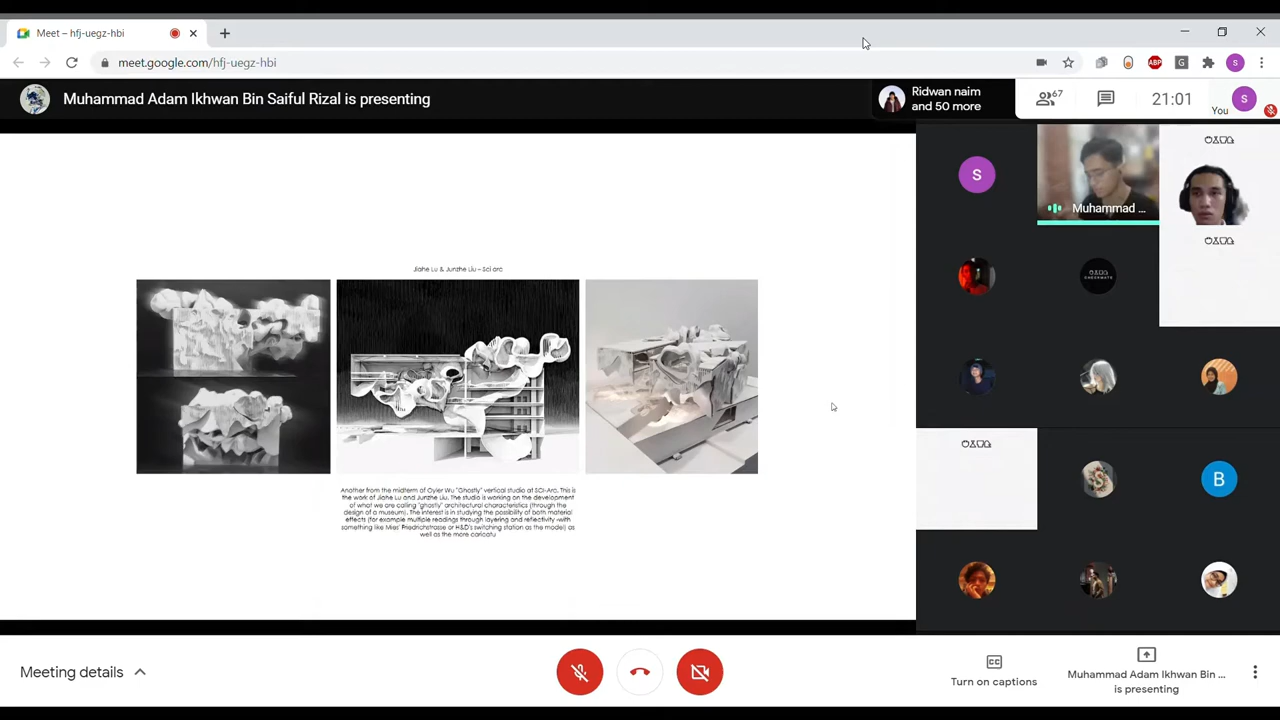 Meet – hfj-uegz-hbi
meet.google.com/hfj-uegz-hbi
ABP
G
S
Muhammad Adam Ikhwan Bin Saiful Rizal is presenting
Ridwan naim
and 50 more
67
21:01
You
S
S
Muhammad ...
CHECKMATE
B
Jiahe Lu & Junzhe Liu – Sci arc
Another from the midterm of Oyler Wu "Ghostly" vertical studio at SCI-Arc. This is
the work of Jiahe Lu and Junzhe Liu. The studio is working on the development
of what we are calling "ghostly" architectural characteristics (through the
design of a museum). The interest is in studying the possibility of both material
effects (for example multiple readings through layering and reflectivity -with
something like Mies' Friedrichstrasse or H&D's switching station as the model) as
well as the more caricatu
Meeting details
CC
Turn on captions
Muhammad Adam Ikhwan Bin ...
is presenting